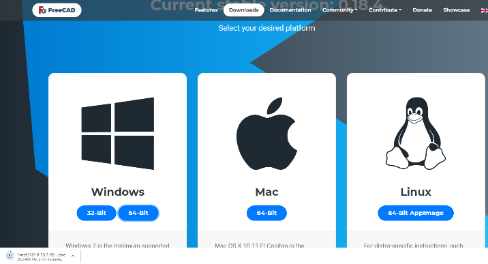 Current stable version: 0.18.4
FreeCAD
Features
Downloads
Documentation
Community
Contribute
Donate
Showcase
Select your desired platform
Windows
32-Bit
64-Bit
Windows 7 is the minimum supported
Mac
64-Bit
Mac OS X 10.11 El Capitan is the
Linux
64-Bit AppImage
For distro-specific instructions, such